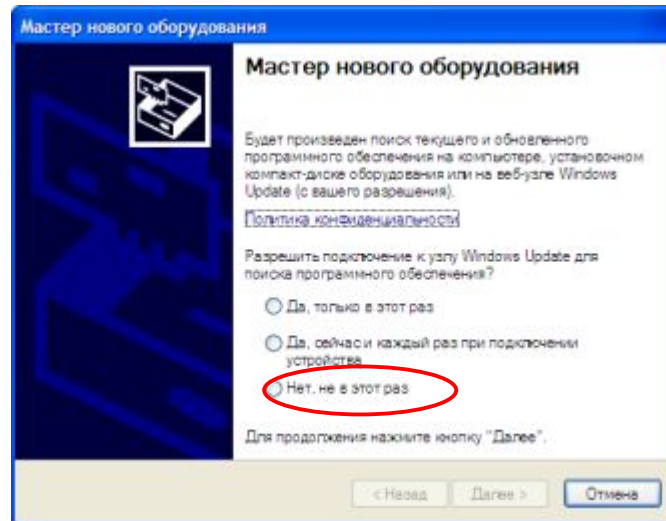 Мастер нового оборудования
Мастер нового оборудования
Будет произведен поиск текущего и обновленного
программного обеспечения на компьютере, установочном
компакт-диске оборудования или на веб-узле Windows
Update (с вашего разрешения).
Политика конфиденциальности
Разрешить подключение к узлу Windows Update для
поиска программного обеспечения?
Да, только в этот раз
Да, сейчас и каждый раз при подключении
устройства
Нет, не в этот раз
Для продолжения нажмите кнопку "Далее".
< Назад Далее > Отмена